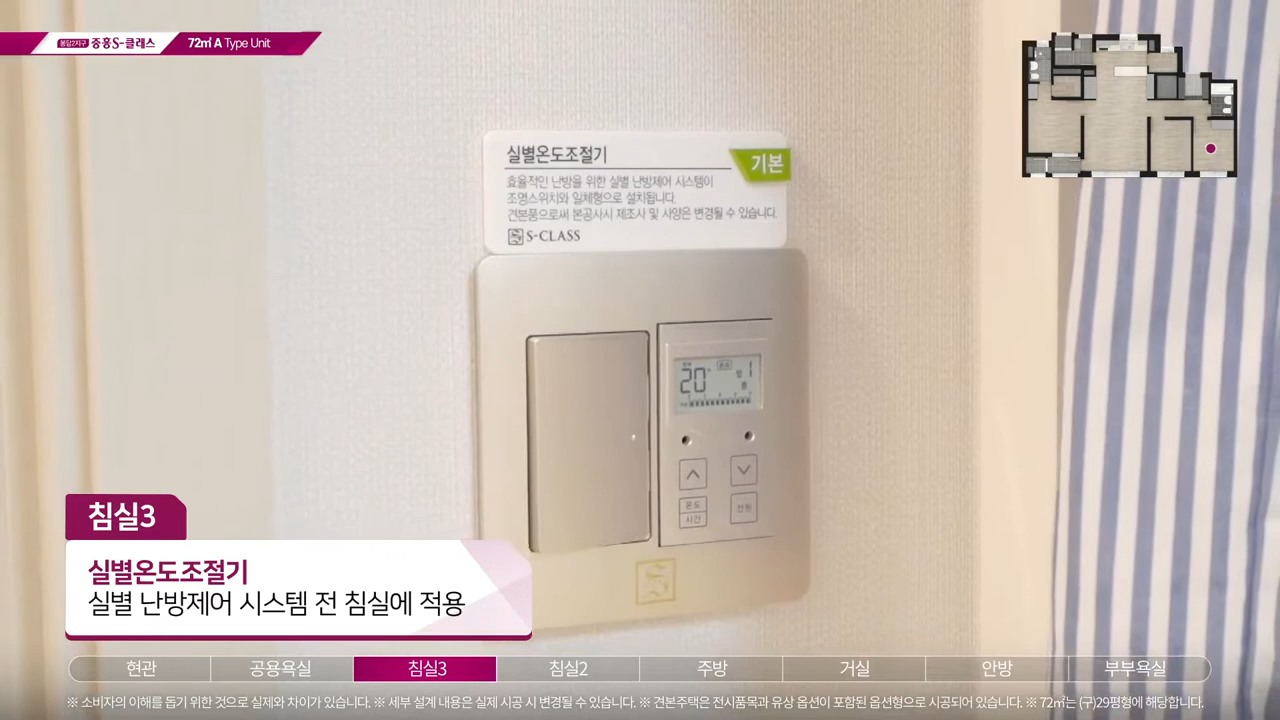 봉담2지구 중흥S-클래스
72㎡ A Type Unit
실별온도조절기
기본
효율적인 난방을 위한 실별 난방제어 시스템이
조명스위치와 일체형으로 설치됩니다.
견본품으로써 본공사시 제조사 및 사양은 변경될 수 있습니다.
S-CLASS
20
1
온도
시간
침실3
실별온도조절기
실별 난방제어 시스템 전 침실에 적용
현관
공용욕실
침실3
침실2
주방
거실
안방
부부욕실
※ 소비자의 이해를 돕기 위한 것으로 실제와 차이가 있습니다. ※ 세부 설계 내용은 실제 시공 시 변경될 수 있습니다. ※ 견본주택은 전시품목과 유상 옵션이 포함된 옵션형으로 시공되어 있습니다. ※ 72㎡는 (구)29평형에 해당합니다.